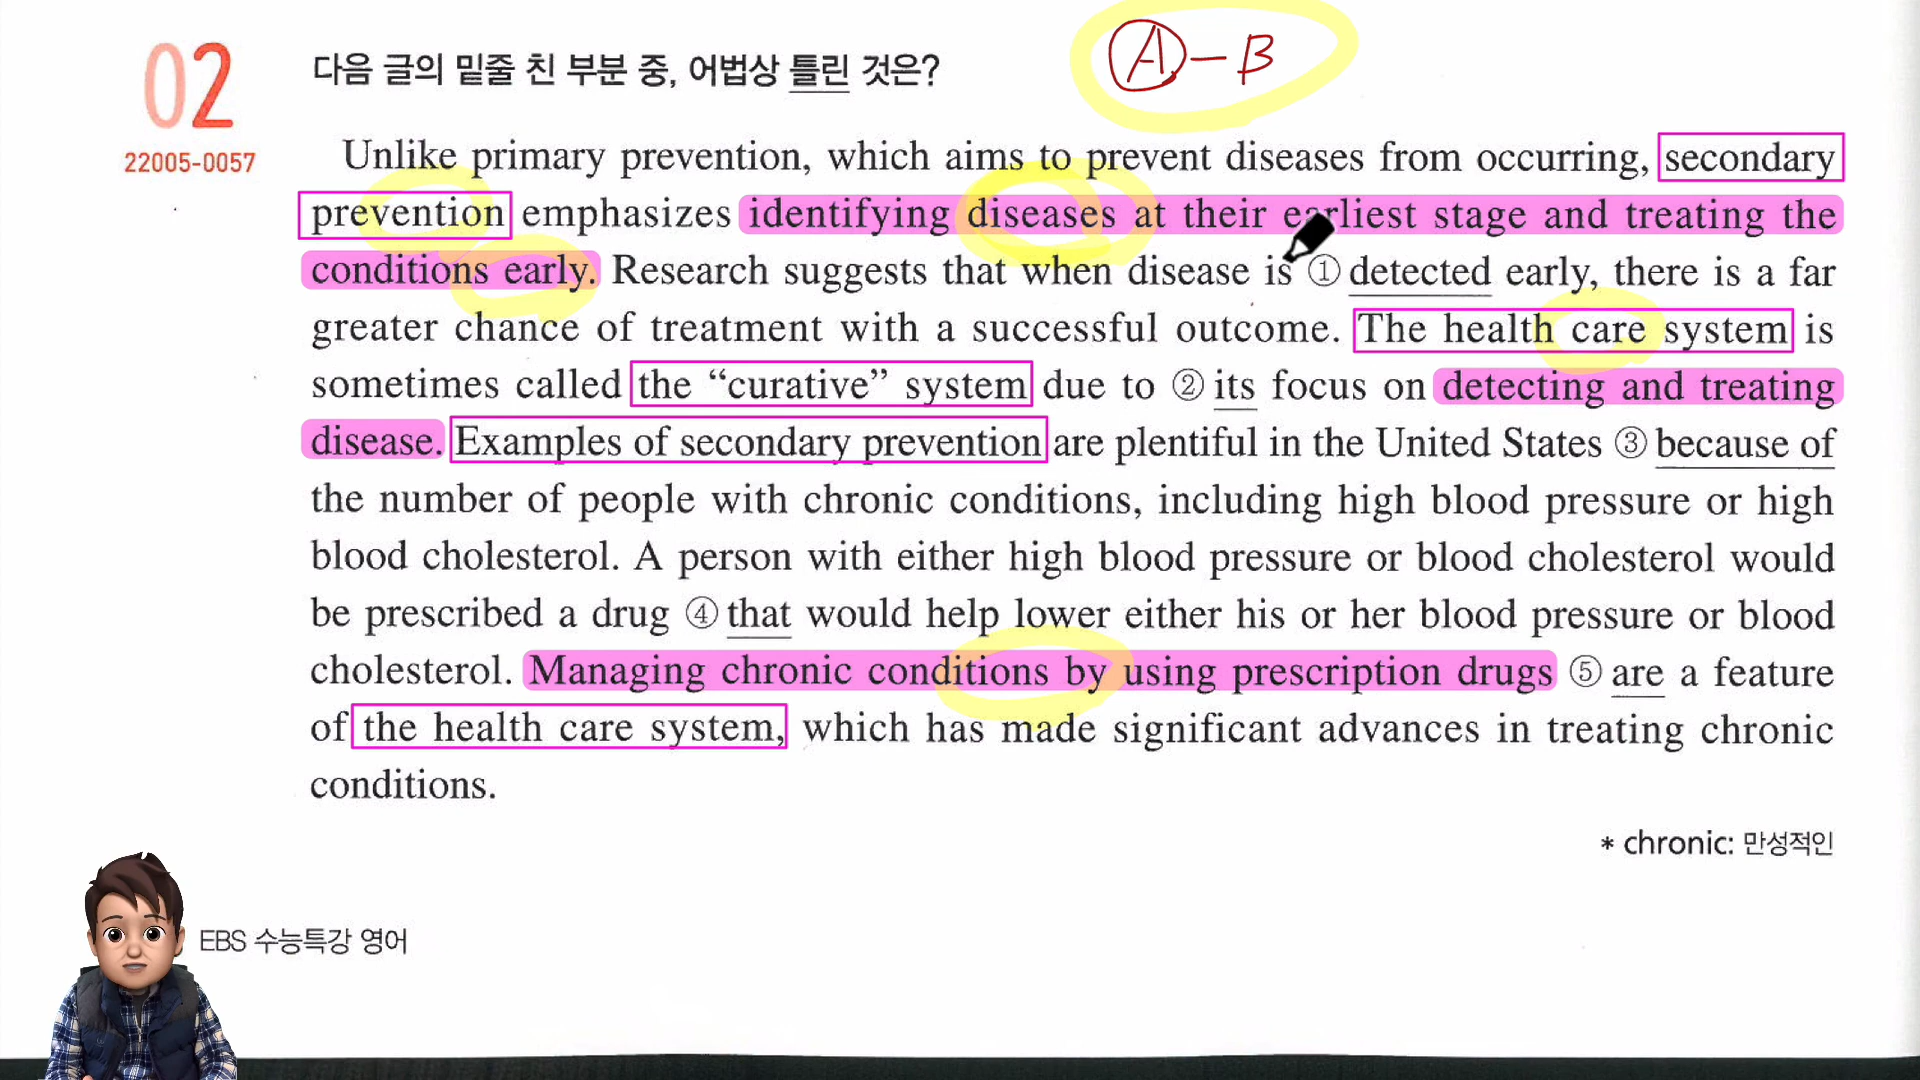 02
22005-0057
다음 글의 밑줄 친 부분 중, 어법상 틀린 것은?
A - B
Unlike primary prevention, which aims to prevent diseases from occurring, secondary
prevention emphasizes identifying diseases at their earliest stage and treating the
conditions early. Research suggests that when disease is ① detected early, there is a far
greater chance of treatment with a successful outcome. The health care system is
sometimes called the “curative” system due to ② its focus on detecting and treating
disease. Examples of secondary prevention are plentiful in the United States ③ because of
the number of people with chronic conditions, including high blood pressure or high
blood cholesterol. A person with either high blood pressure or blood cholesterol would
be prescribed a drug ④ that would help lower either his or her blood pressure or blood
cholesterol. Managing chronic conditions by using prescription drugs ⑤ are a feature
of the health care system, which has made significant advances in treating chronic
conditions.
* chronic: 만성적인
EBS 수능특강 영어